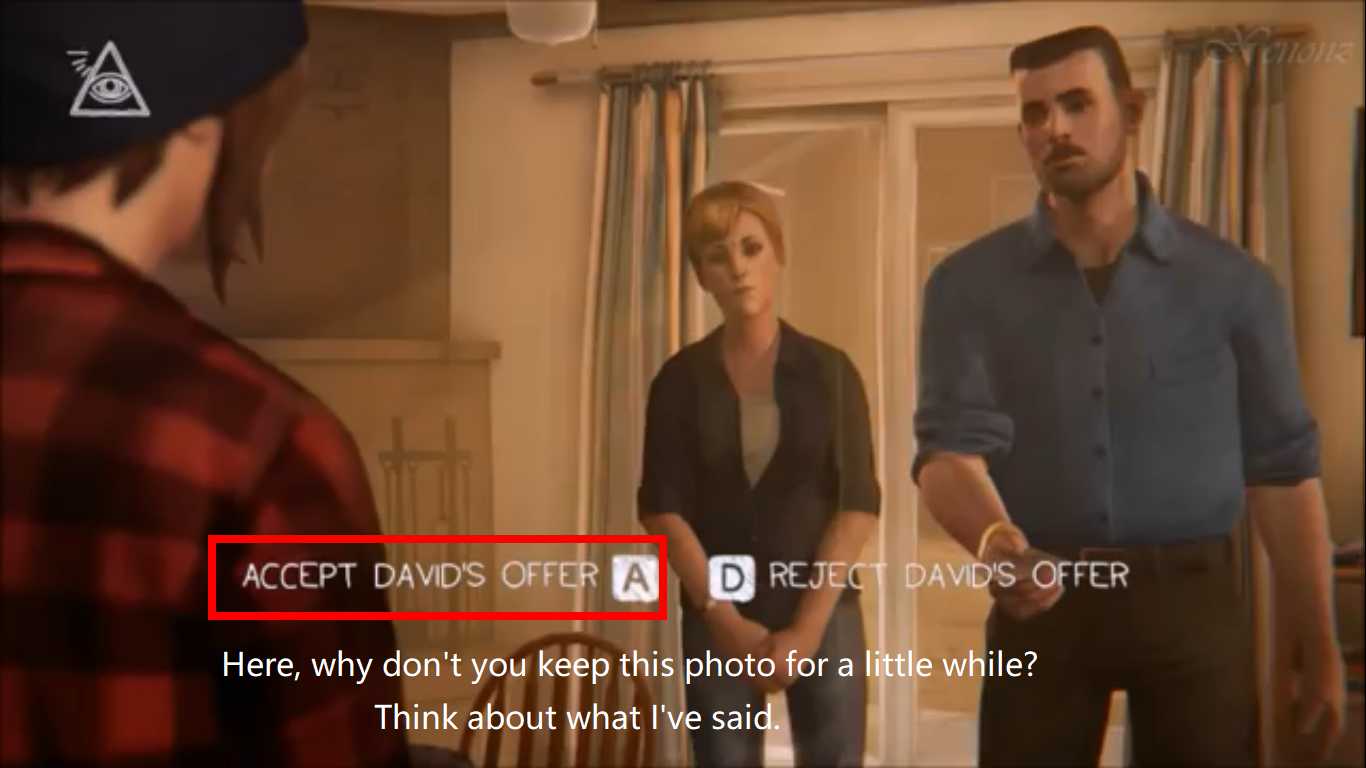 Xenonz
ACCEPT DAVID'S OFFER A D REJECT DAVID'S OFFER
Here, why don't you keep this photo for a little while?
Think about what I've said.